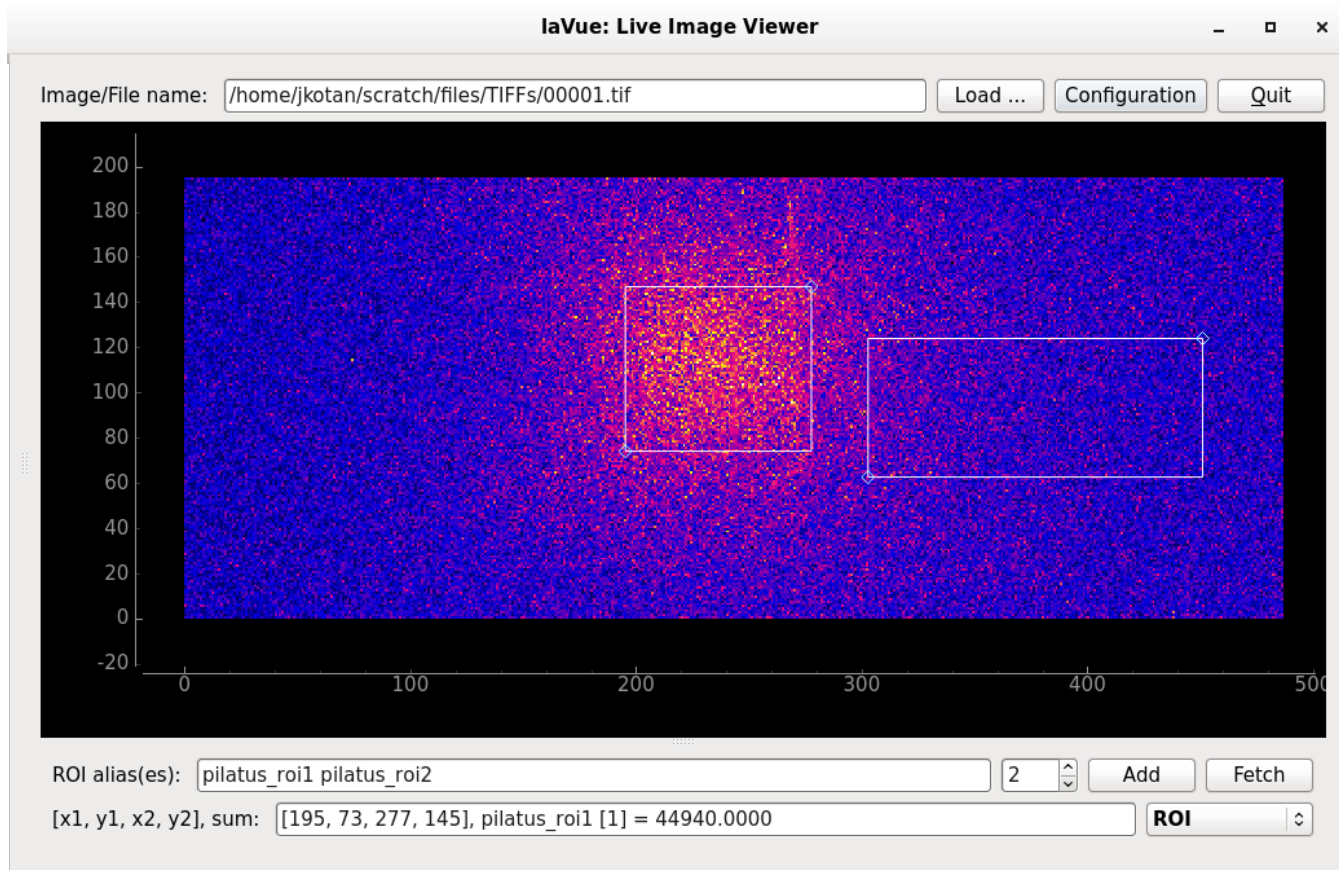 laVue: Live Image Viewer
Image/File name: /home/jkotan/scratch/files/TIFFs/00001.tif Load ... Configuration Quit
200
180
160
140
120
100
80
60
40
20
0
-20
0 100 200 300 400 500
ROI alias(es): pilatus_roi1 pilatus_roi2 2 Add Fetch
[x1, y1, x2, y2], sum: [195, 73, 277, 145], pilatus_roi1 [1] = 44940.0000 ROI